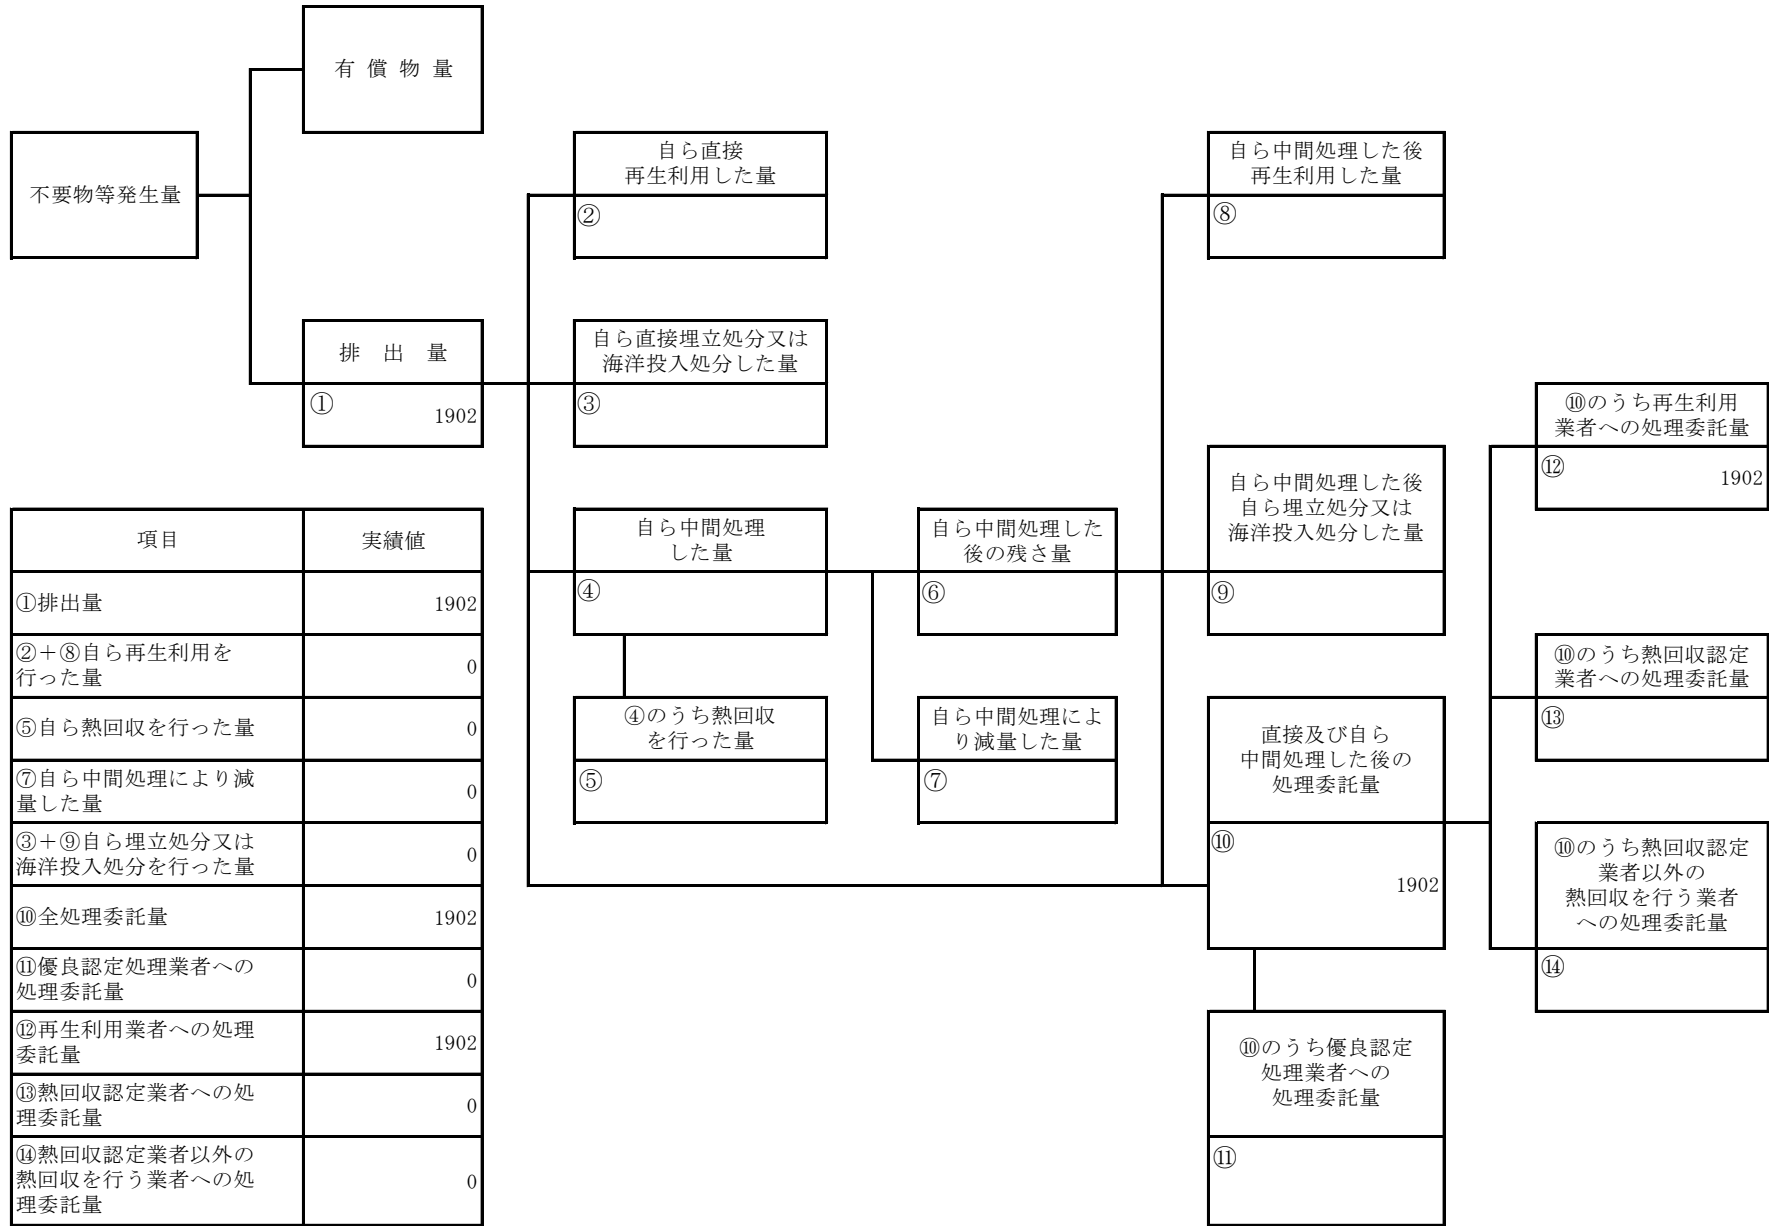 有 償 物 量
不要物等発生量
排 出 量
①
1902
自ら直接
再生利用した量
②
自ら直接埋立処分又は
海洋投入処分した量
③
自ら中間処理
した量
④
④のうち熱回収
を行った量
⑤
自ら中間処理した
後の残さ量
⑥
自ら中間処理によ
り減量した量
⑦
自ら中間処理した後
再生利用した量
⑧
自ら中間処理した後
自ら埋立処分又は
海洋投入処分した量
⑨
直接及び自ら
中間処理した後の
処理委託量
⑩
1902
⑩のうち優良認定
処理業者への
処理委託量
⑪
⑩のうち再生利用
業者への処理委託量
⑫
1902
⑩のうち熱回収認定
業者への処理委託量
⑬
⑩のうち熱回収認定
業者以外の
熱回収を行う業者
への処理委託量
⑭
項目 実績値
①排出量 1902
②＋⑧自ら再生利用を
行った量 0
⑤自ら熱回収を行った量 0
⑦自ら中間処理により減
量した量 0
③＋⑨自ら埋立処分又は
海洋投入処分を行った量 0
⑩全処理委託量 1902
⑪優良認定処理業者への
処理委託量 0
⑫再生利用業者への処理
委託量 1902
⑬熱回収認定業者への処
理委託量 0
⑭熱回収認定業者以外の
熱回収を行う業者への処
理委託量 0